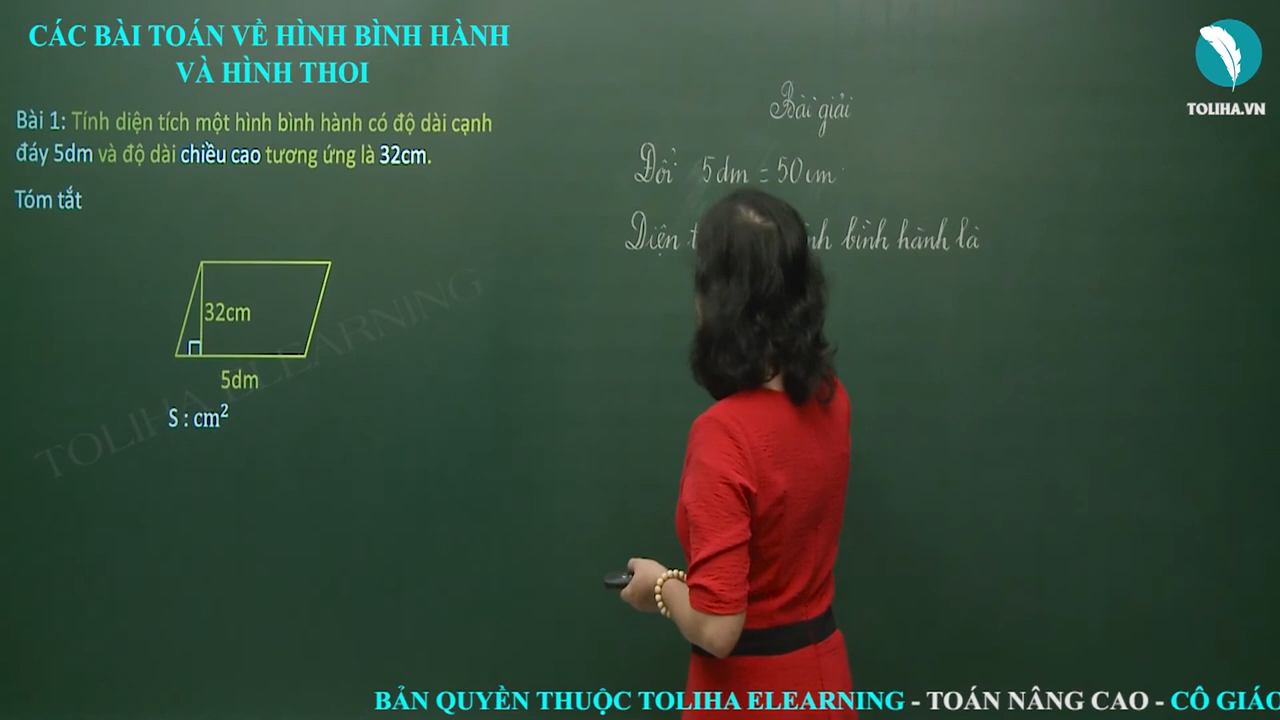 CÁC BÀI TOÁN VỀ HÌNH BÌNH HÀNH
VÀ HÌNH THOI
Bài 1: Tính diện tích một hình bình hành có độ dài cạnh
đáy 5dm và độ dài chiều cao tương ứng là 32cm.
Tóm tắt
32cm
5dm
S : cm²
TOLIHA ELEARNING
Bài giải
Đổi 5dm = 50cm
Diện bình hành là
TOLIHA.VN
BẢN QUYỀN THUỘC TOLIHA ELEARNING - TOÁN NÂNG CAO - CÔ GIÁO